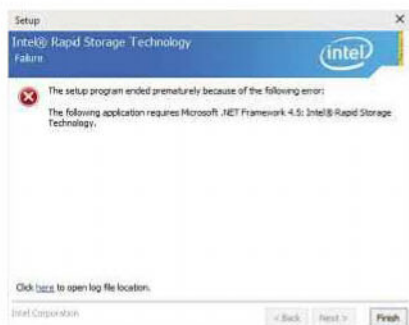 Setup
Intel® Rapid Storage Technology
Failure
intel
The setup program ended prematurely because of the following error:
The following application requires Microsoft .NET Framework 4.5: Intel® Rapid Storage
Technology.
Click here to open log file location.
Intel Corporation
< Back Next > Finish